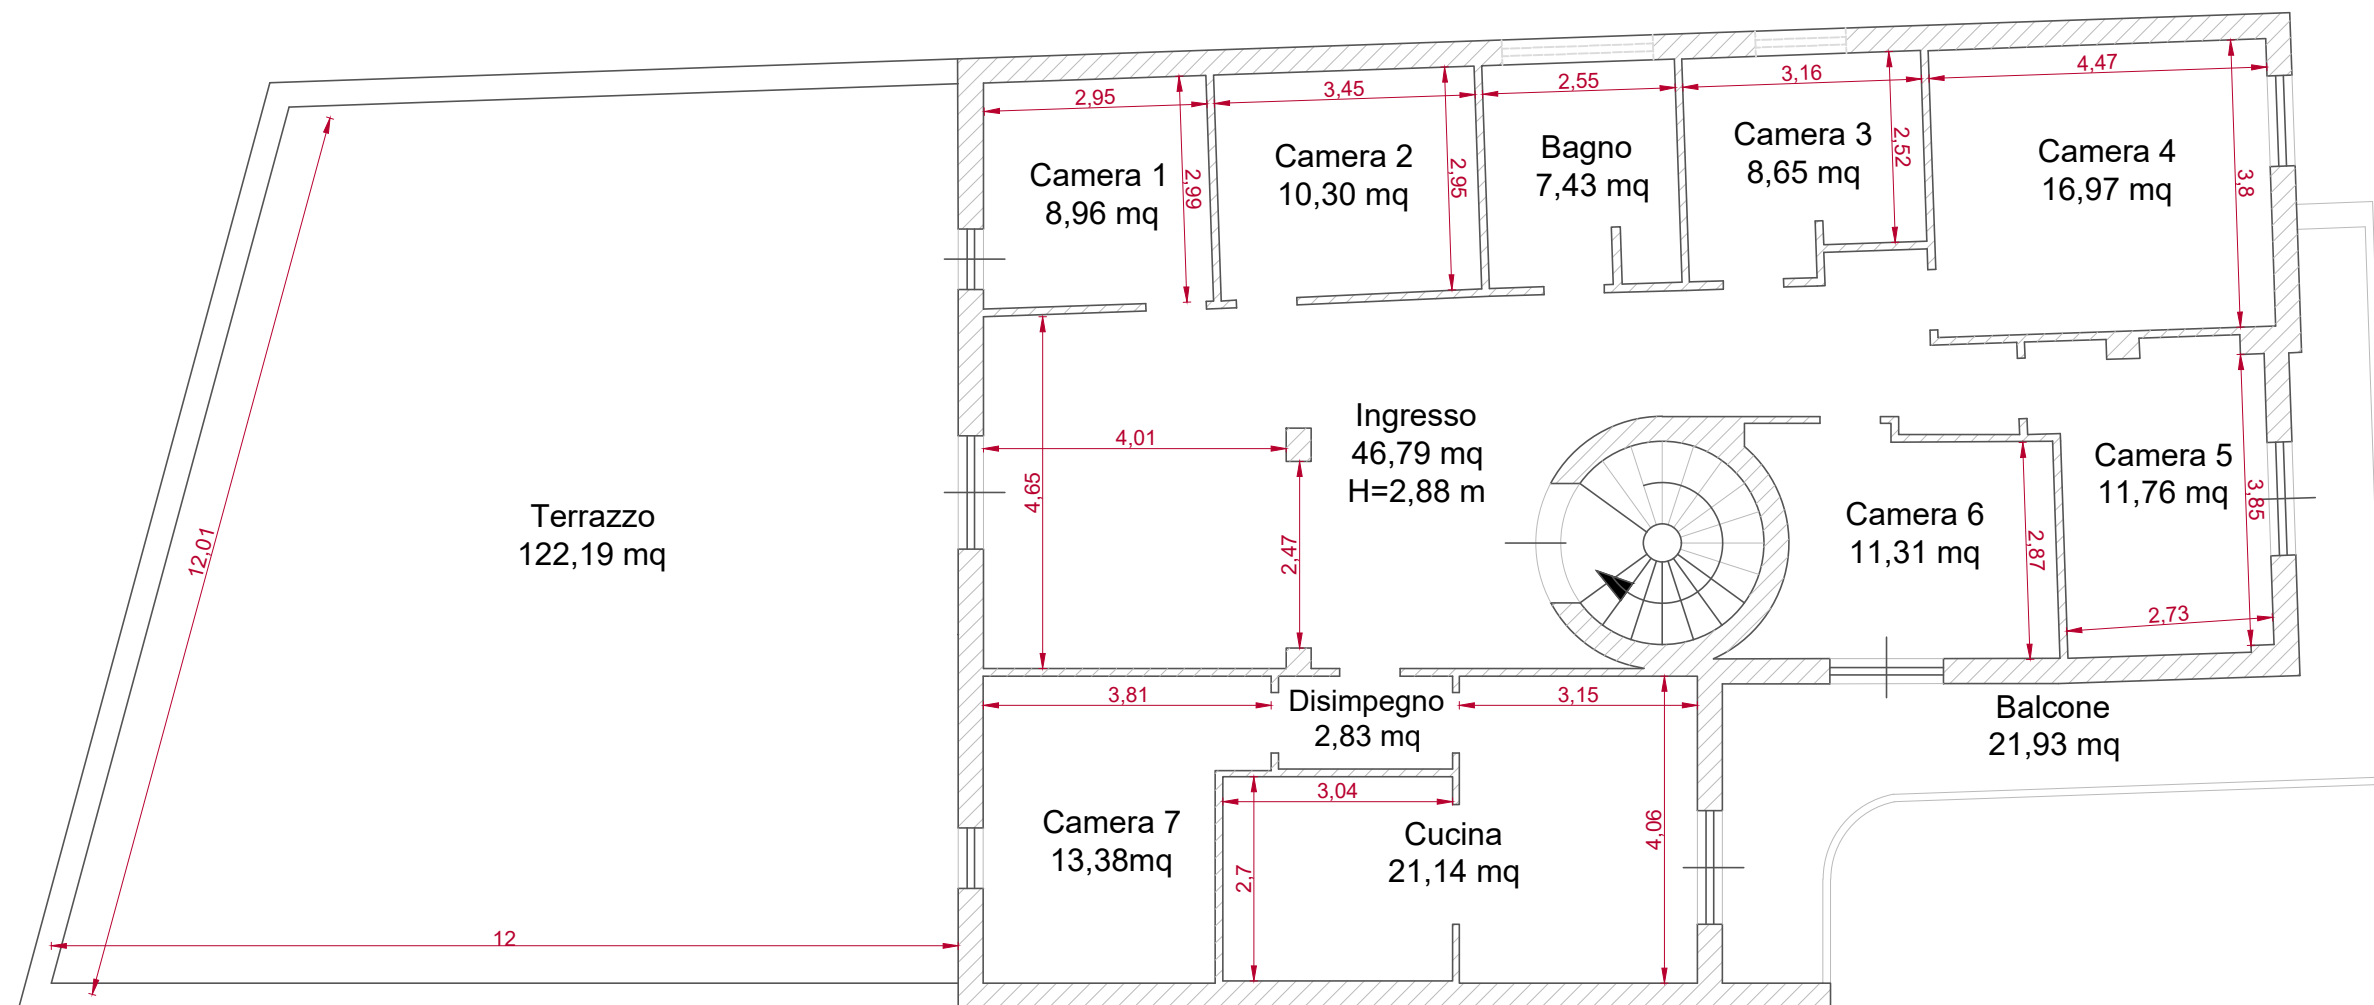 2,95
3,45
2,55
3,16
4,47
Camera 1
8,96 mq
2,99
Camera 2
10,30 mq
2,95
Bagno
7,43 mq
Camera 3
8,65 mq
2,52
Camera 4
16,97 mq
3,8
Terrazzo
122,19 mq
12,01
12
4,65
4,01
2,47
Ingresso
46,79 mq
H=2,88 m
Camera 6
11,31 mq
2,87
Camera 5
11,76 mq
3,85
2,73
3,81
Disimpegno
2,83 mq
3,15
Balcone
21,93 mq
Camera 7
13,38mq
3,04
2,7
Cucina
21,14 mq
4,06